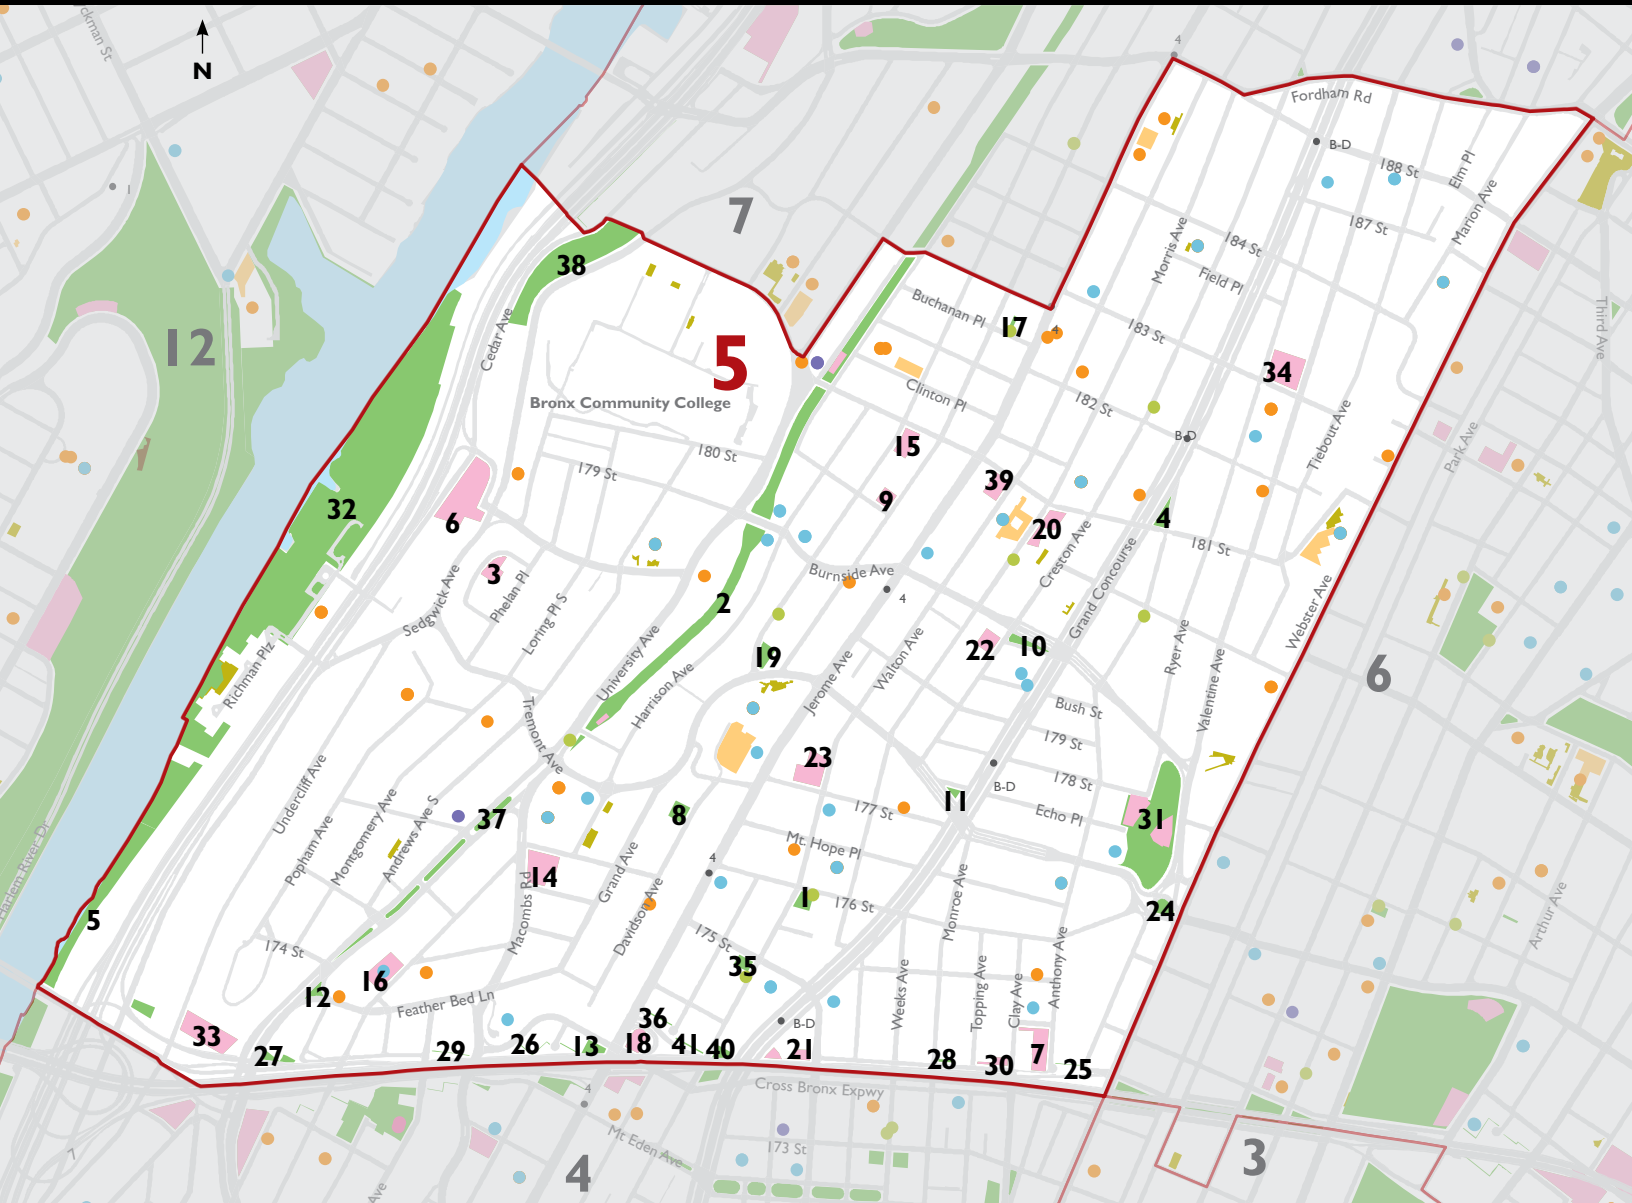 4
ckman St
N
Fordham Rd
B-D
188 St
Elm Pl
Marion Ave
1
7
187 St
Morris Ave
184 St
38
Field Pl
Buchanan Pl
17
4
Third Ave
12
Cedar Ave
183 St
5
34
Clinton Pl
182 St
Bronx Community College
Tiebout Ave
B-D
Park Ave
15
180 St
179 St
39
32
9
6
4
20
181 St
Creston Ave
Grand Concourse
3
Burnside Ave
Phelan Pl
4
2
Sedgwick Ave
Loring Pl S
Webster Ave
10
22
19
Ryer Ave
6
University Ave
Walton Ave
Richman Plz
Harrison Ave
Jerome Ave
Valentine Ave
Bush St
Tremont Ave
179 St
23
178 St
B-D
Undercliff Ave
11
177 St
Echo Pl
31
8
37
Popham Ave
Montgomery Ave
Andrews Ave S
Mt. Hope Pl
4
Harlem River Dr
14
Grand Ave
1
176 St
Monroe Ave
24
Arthur Ave
5
Macombs Rd
Davidson Ave
175 St
174 St
35
Anthony Ave
16
12
Feather Bed Ln
Weeks Ave
Topping Ave
Clay Ave
36
B-D
33
27
29
26
13
18
41
40
21
28
30
7
25
Cross Bronx Expwy
4
Mt Eden Ave
173 St
7
4
3
Ave